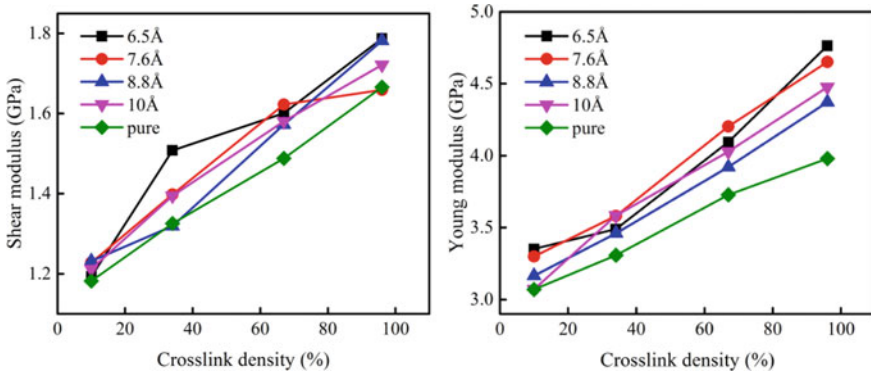 1.8
1.6
1.4
1.2
Shear modulus (GPa)
6.5Å
7.6Å
8.8Å
10Å
pure
0 20 40 60 80 100
Crosslink density (%)
5.0
4.5
4.0
3.5
3.0
Young modulus (GPa)
6.5Å
7.6Å
8.8Å
10Å
pure
0 20 40 60 80 100
Crosslink density (%)